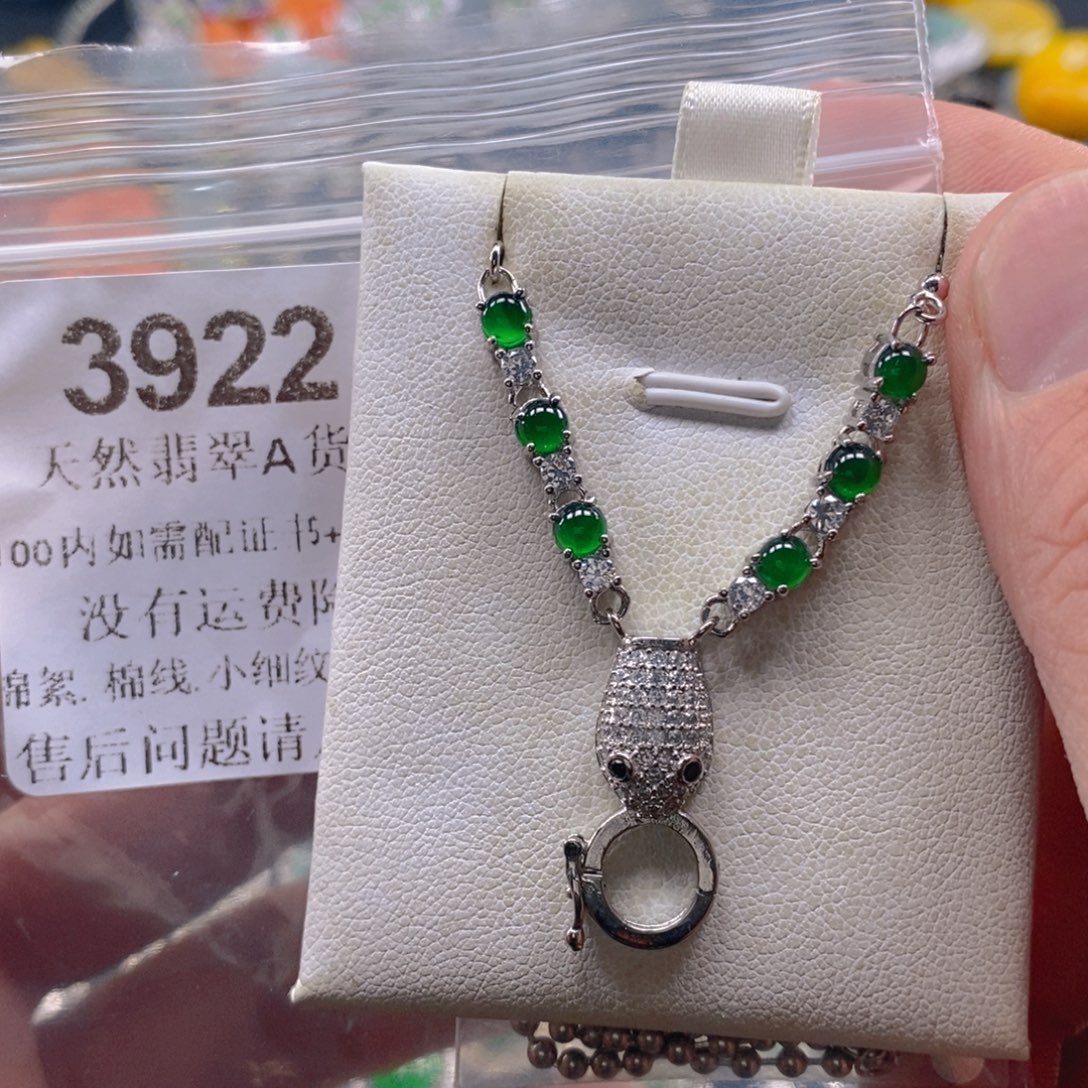 3922
天然翡翠A货
00内如需配证书5+
没有运费险
棉絮.棉线.小细纹
售后问题请